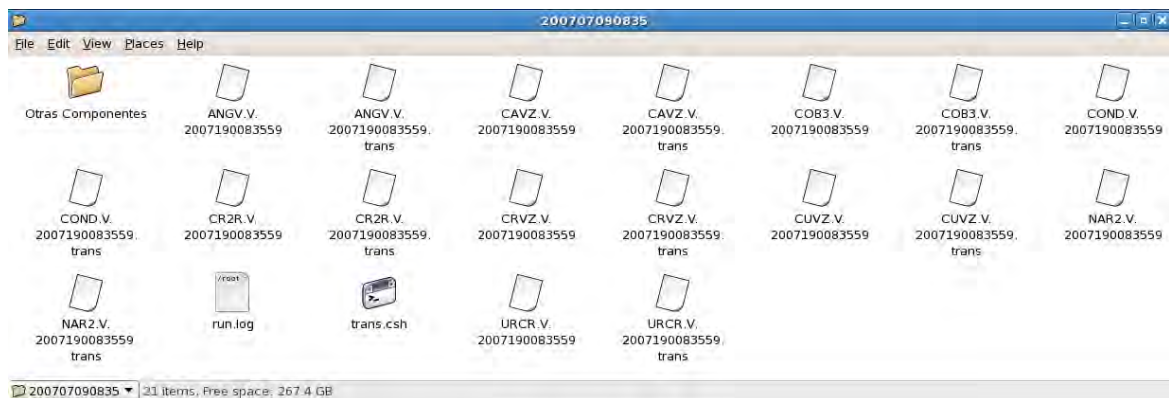 200707090835
File Edit View Places Help
Otras Componentes
ANGV.V.
2007190083559
ANGV.V.
2007190083559.
trans
CAVZ.V.
2007190083559
CAVZ.V.
2007190083559.
trans
COB3.V.
2007190083559
COB3.V.
2007190083559.
trans
COND.V.
2007190083559
COND.V.
2007190083559.
trans
CR2R.V.
2007190083559
CR2R.V.
2007190083559.
trans
CRVZ.V.
2007190083559
CRVZ.V.
2007190083559.
trans
CUVZ.V.
2007190083559
CUVZ.V.
2007190083559.
trans
NAR2.V.
2007190083559
NAR2.V.
2007190083559.
trans
/root
run.log
trans.csh
URCR.V.
2007190083559
URCR.V.
2007190083559.
trans
200707090835 21 items, Free space: 267.4 GB